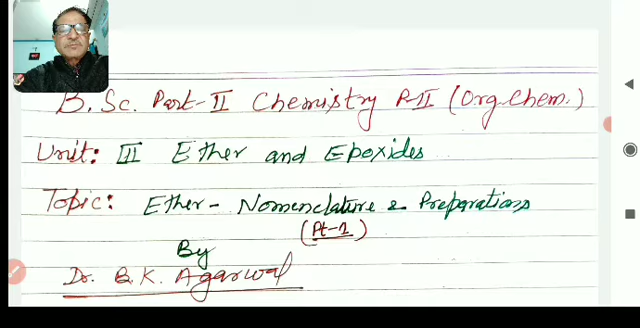 B.Sc. Part-II Chemistry P-II (Org.Chem.)
Unit: II Ether and Epoxides
Topic: Ether - Nomenclature & Preparations
(Pt-1)
By
Dr. B.K. Agarwal